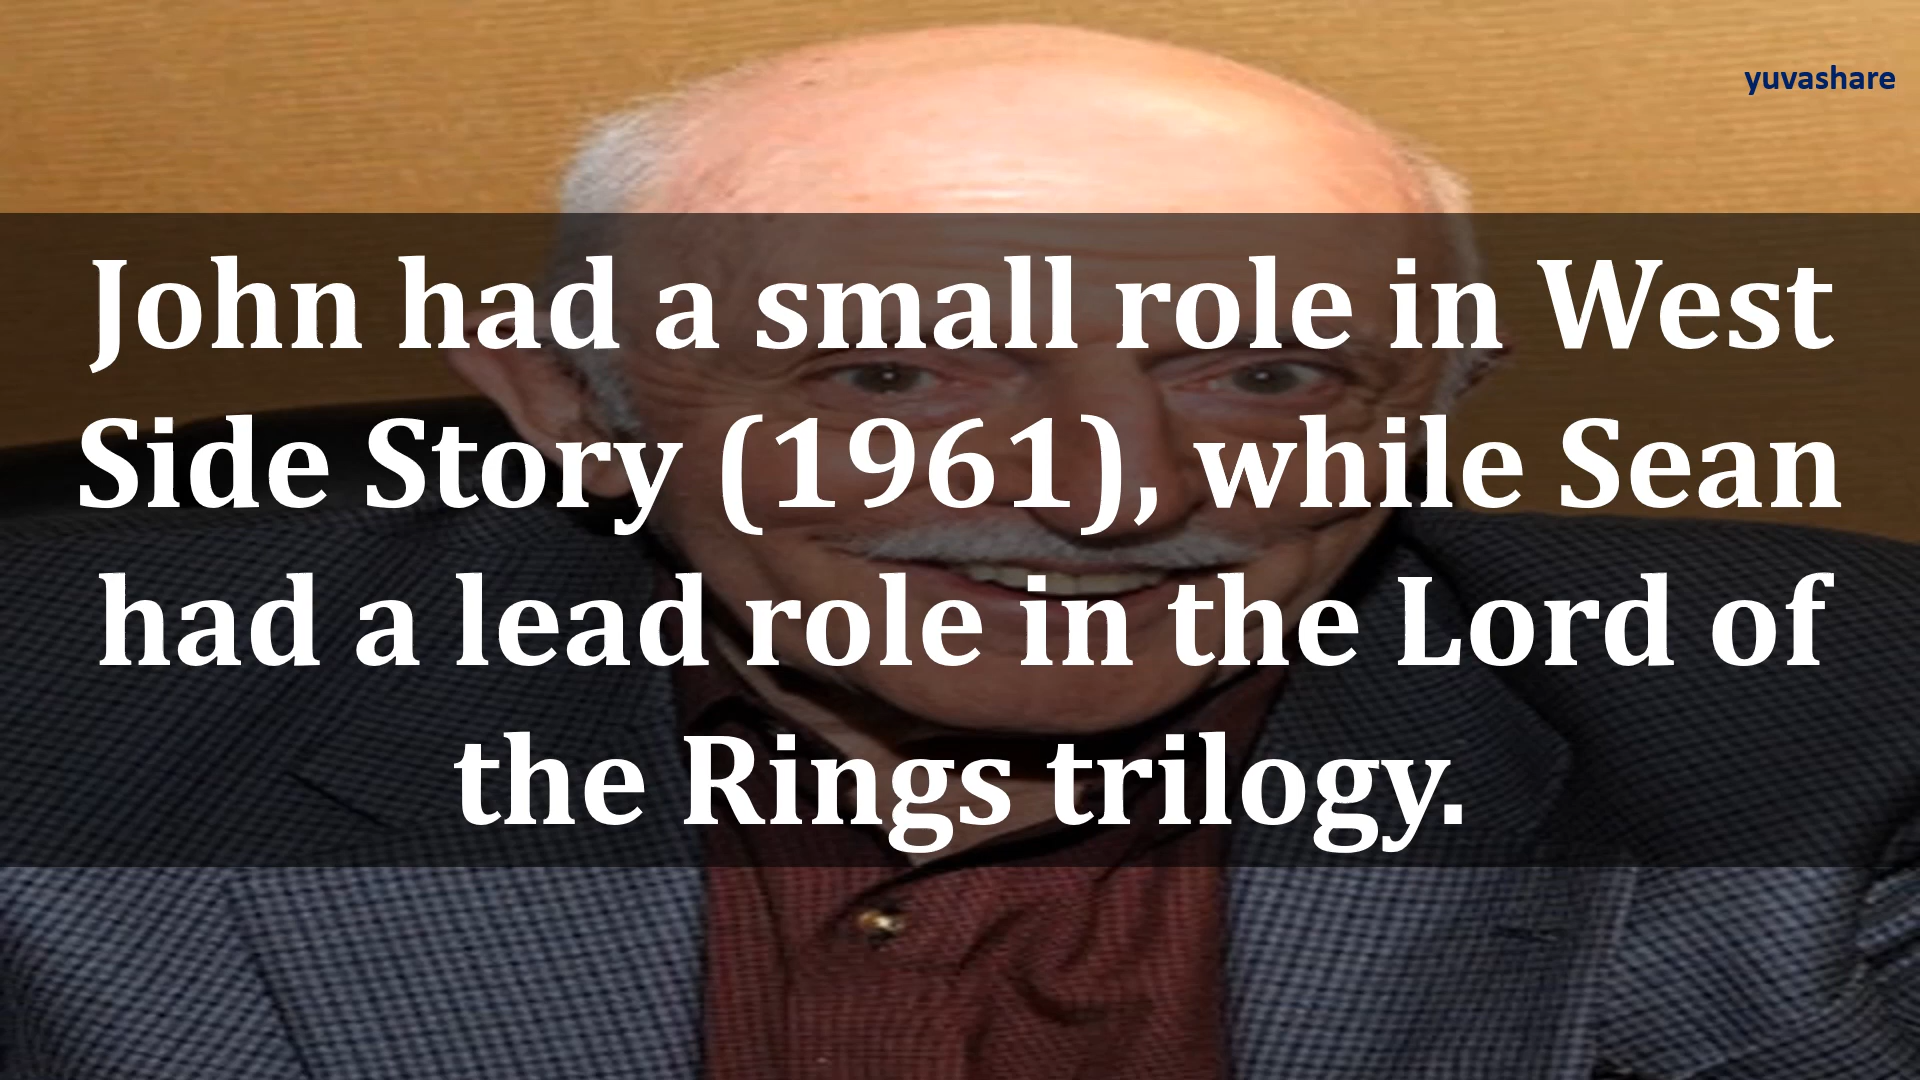 yuvashare
John had a small role in West
Side Story (1961), while Sean
had a lead role in the Lord of
the Rings trilogy.